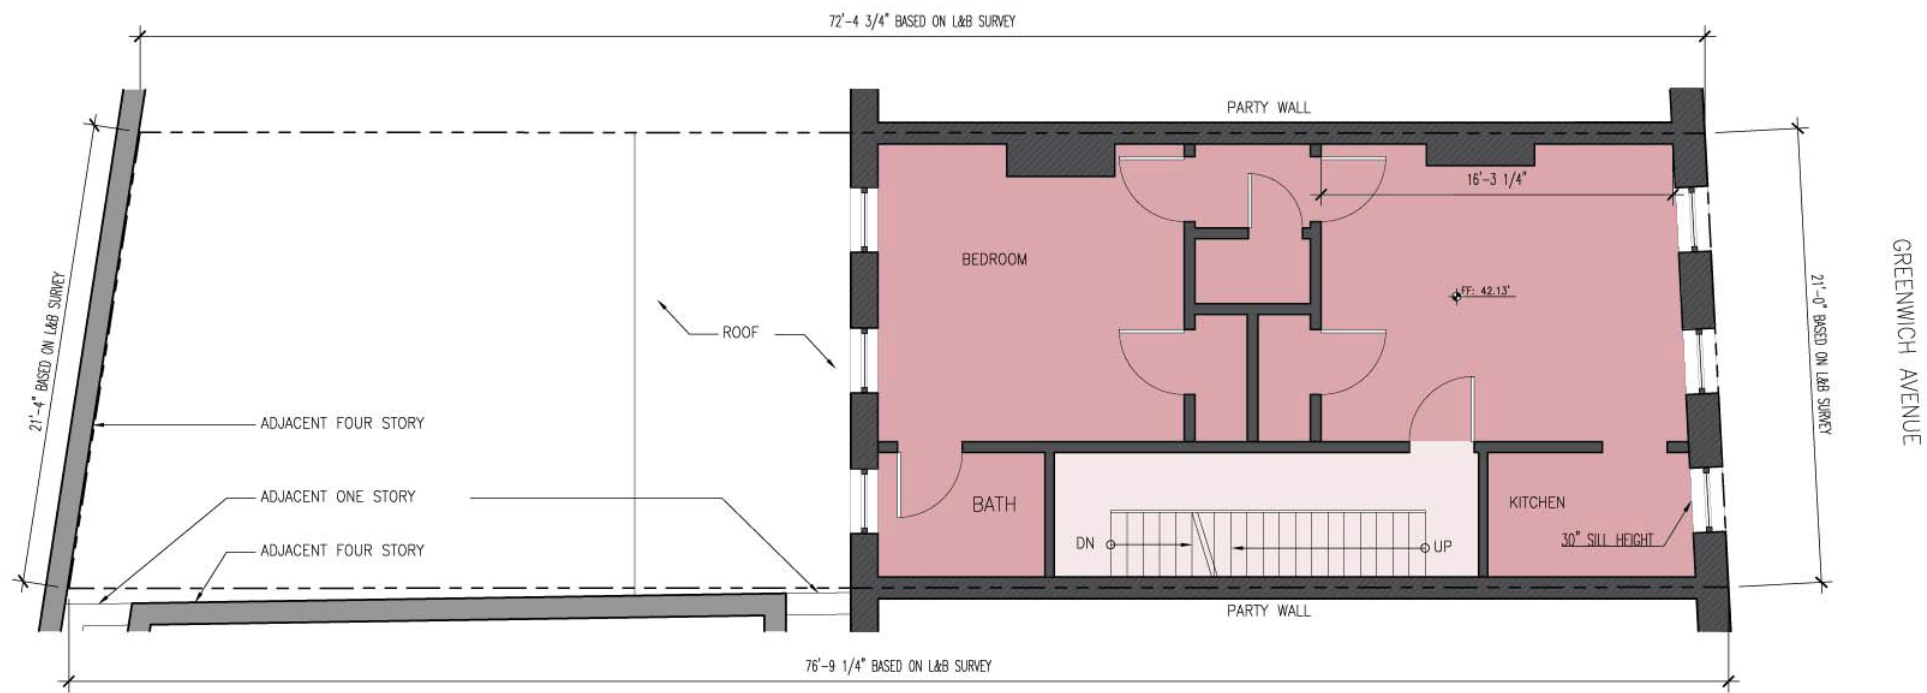 72'-4 3/4" BASED ON L&B SURVEY
PARTY WALL
16'-3 1/4"
BEDROOM
FF: 42.13'
ROOF
21'-4" BASED ON L&B SURVEY
21'-0" BASED ON L&B SURVEY
GREENWICH AVENUE
ADJACENT FOUR STORY
ADJACENT ONE STORY
BATH
KITCHEN
30" SILL HEIGHT
ADJACENT FOUR STORY
DN
UP
PARTY WALL
76'-9 1/4" BASED ON L&B SURVEY